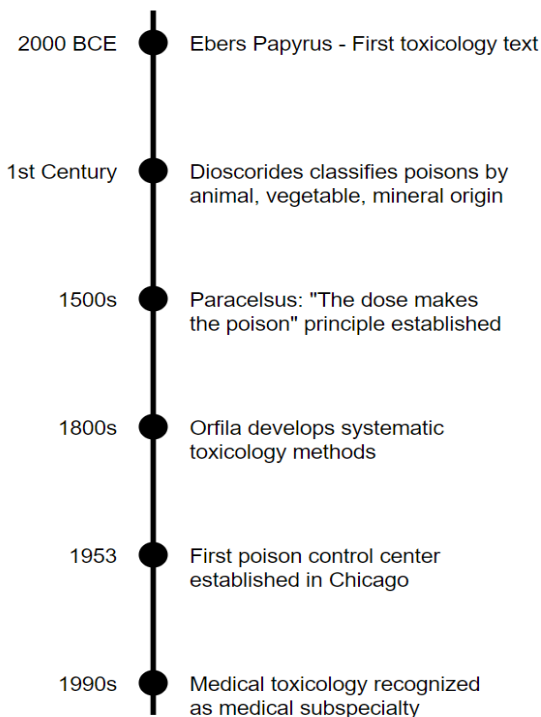 2000 BCE Ebers Papyrus - First toxicology text
1st Century Dioscorides classifies poisons by
animal, vegetable, mineral origin
1500s Paracelsus: "The dose makes
the poison" principle established
1800s Orfila develops systematic
toxicology methods
1953 First poison control center
established in Chicago
1990s Medical toxicology recognized
as medical subspecialty